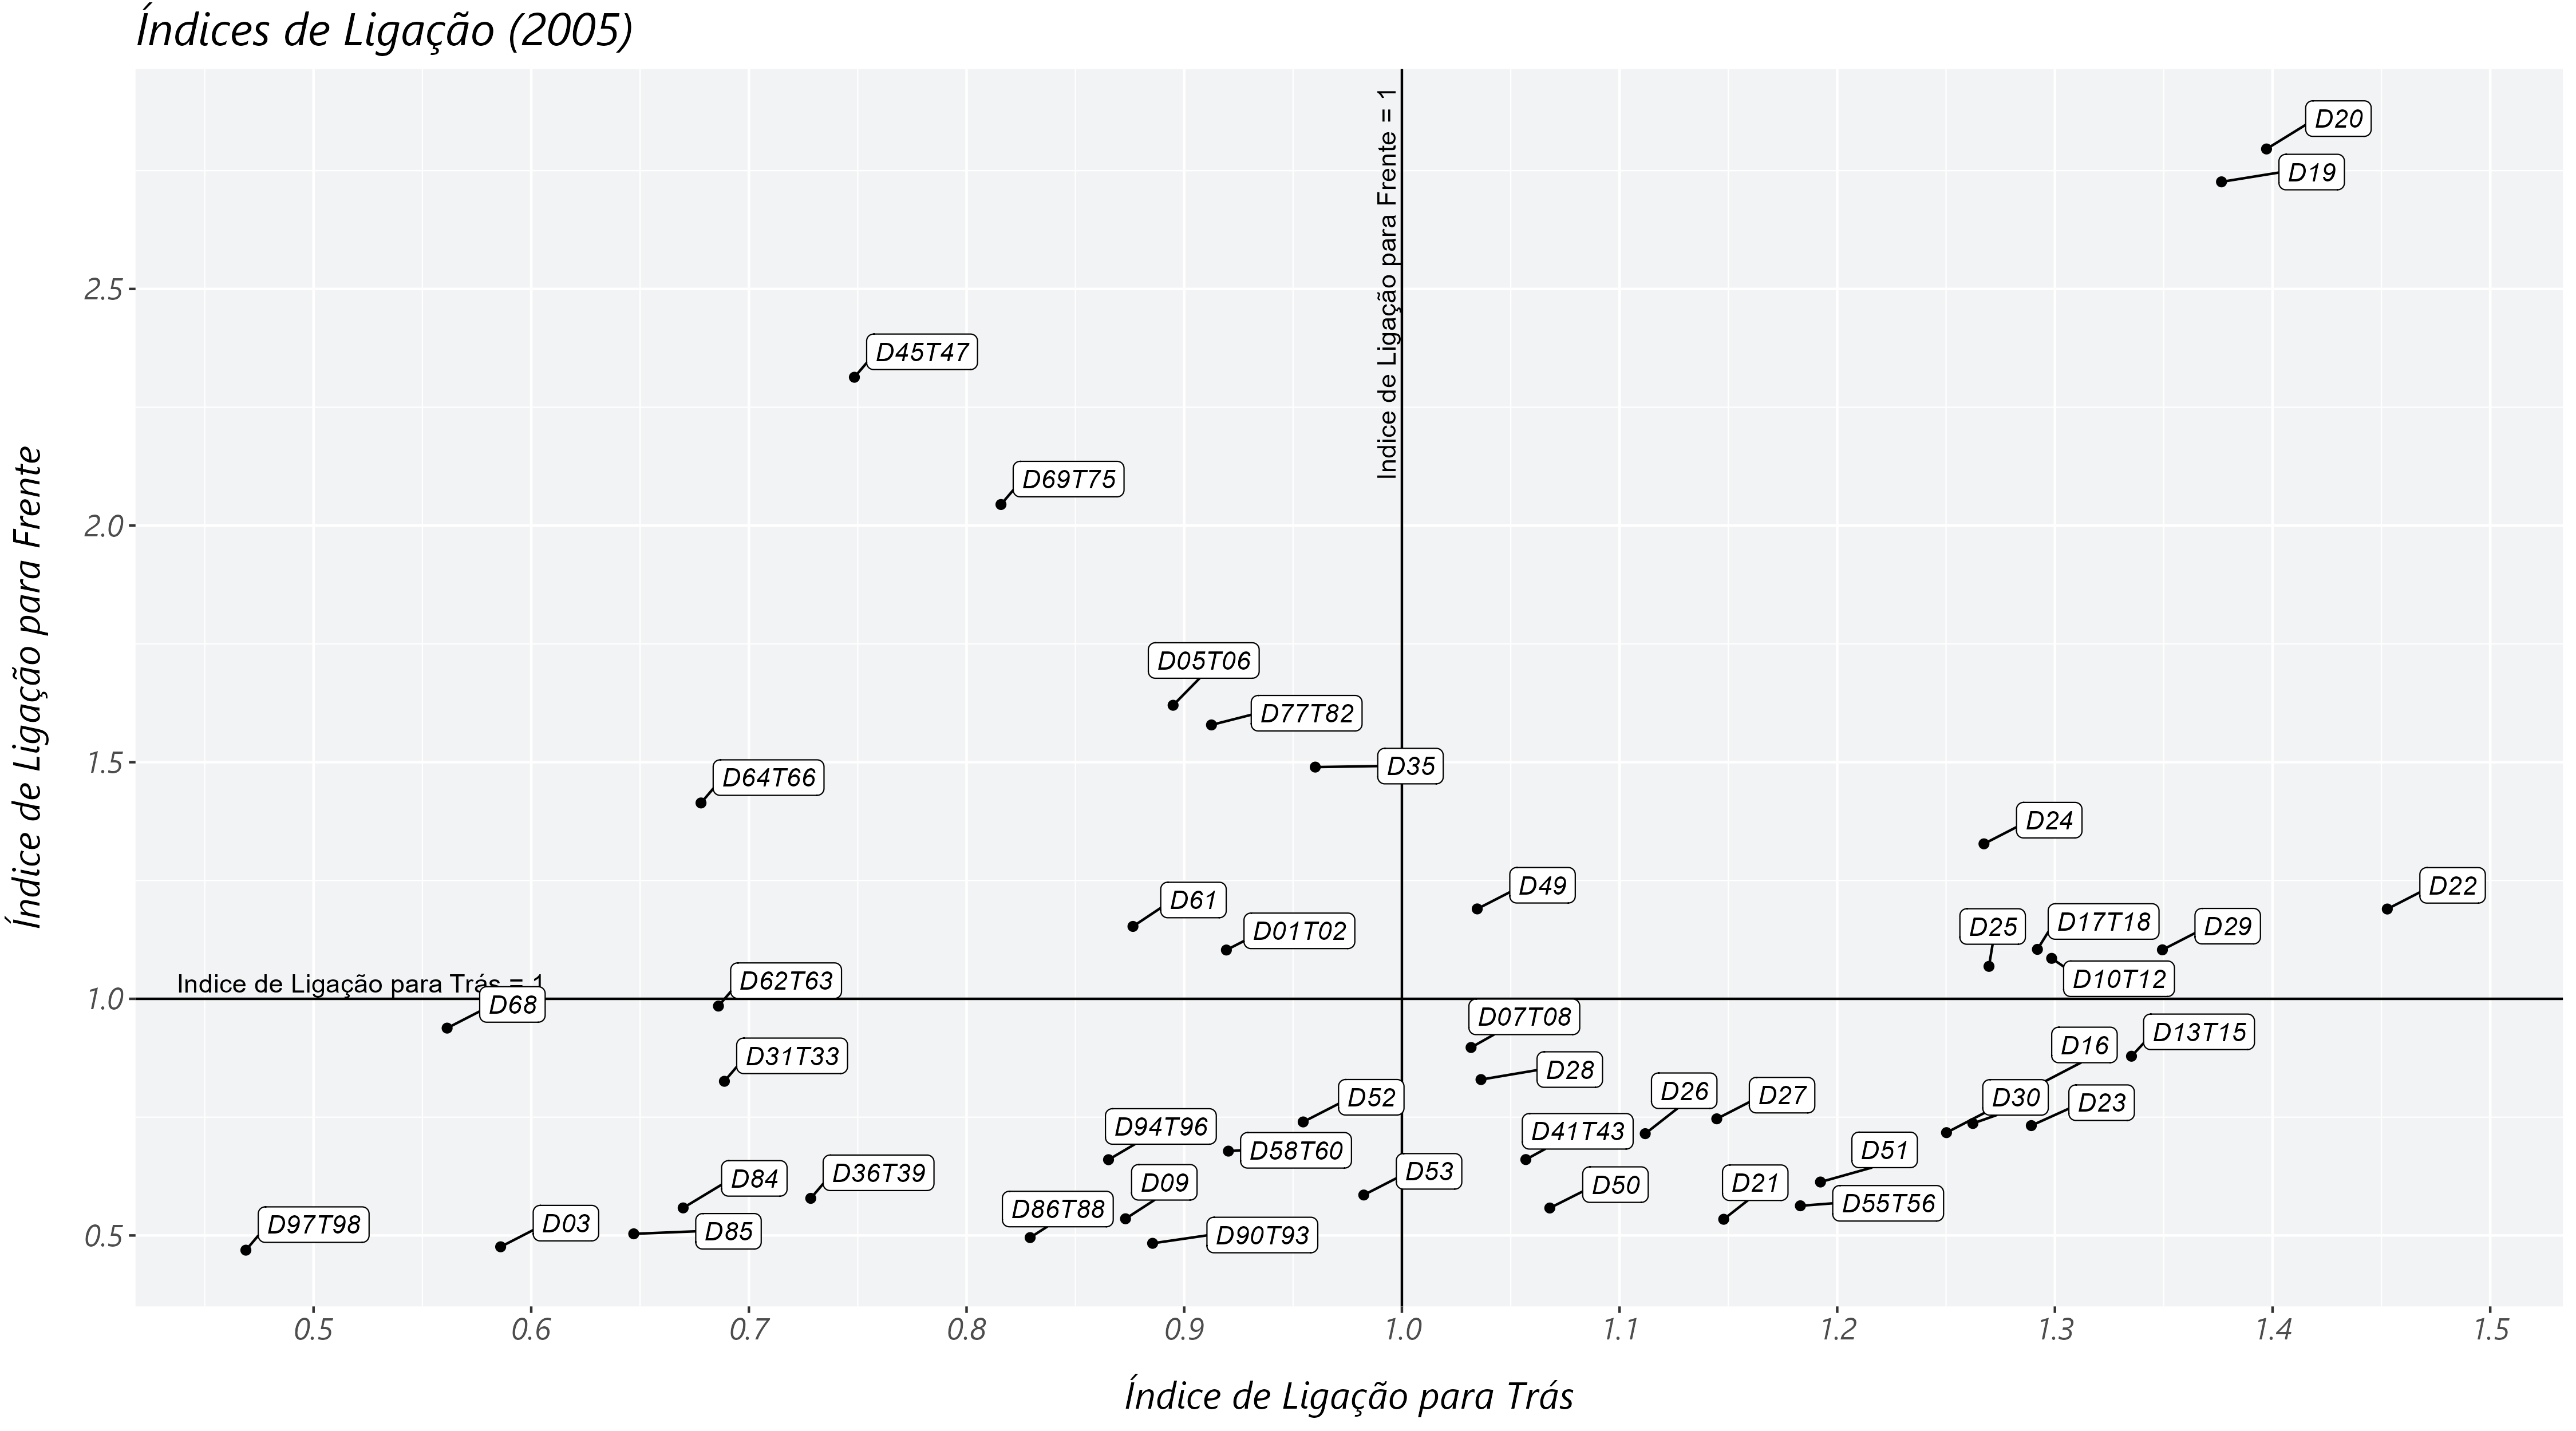 Índices de Ligação (2005)
Índice de Ligação para Frente
Indice de Ligação para Frente = 1
Indice de Ligação para Trás = 1
2.5
2.0
1.5
1.0
0.5
D20
D19
D45T47
D69T75
D05T06
D77T82
D35
D64T66
D24
D49
D22
D61
D01T02
D25
D17T18
D29
D10T12
D62T63
D68
D07T08
D13T15
D16
D31T33
D28
D26
D27
D30
D23
D52
D94T96
D41T43
D58T60
D51
D84
D36T39
D53
D09
D50
D21
D55T56
D86T88
D97T98
D03
D85
D90T93
0.5
0.6
0.7
0.8
0.9
1.0
1.1
1.2
1.3
1.4
1.5
Índice de Ligação para Trás